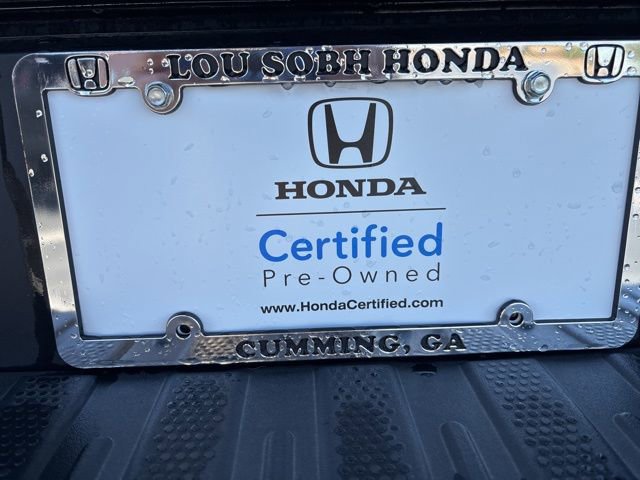 LOU SOBH HONDA
HONDA
Certified
Pre-Owned
www.HondaCertified.com
CUMMING, GA